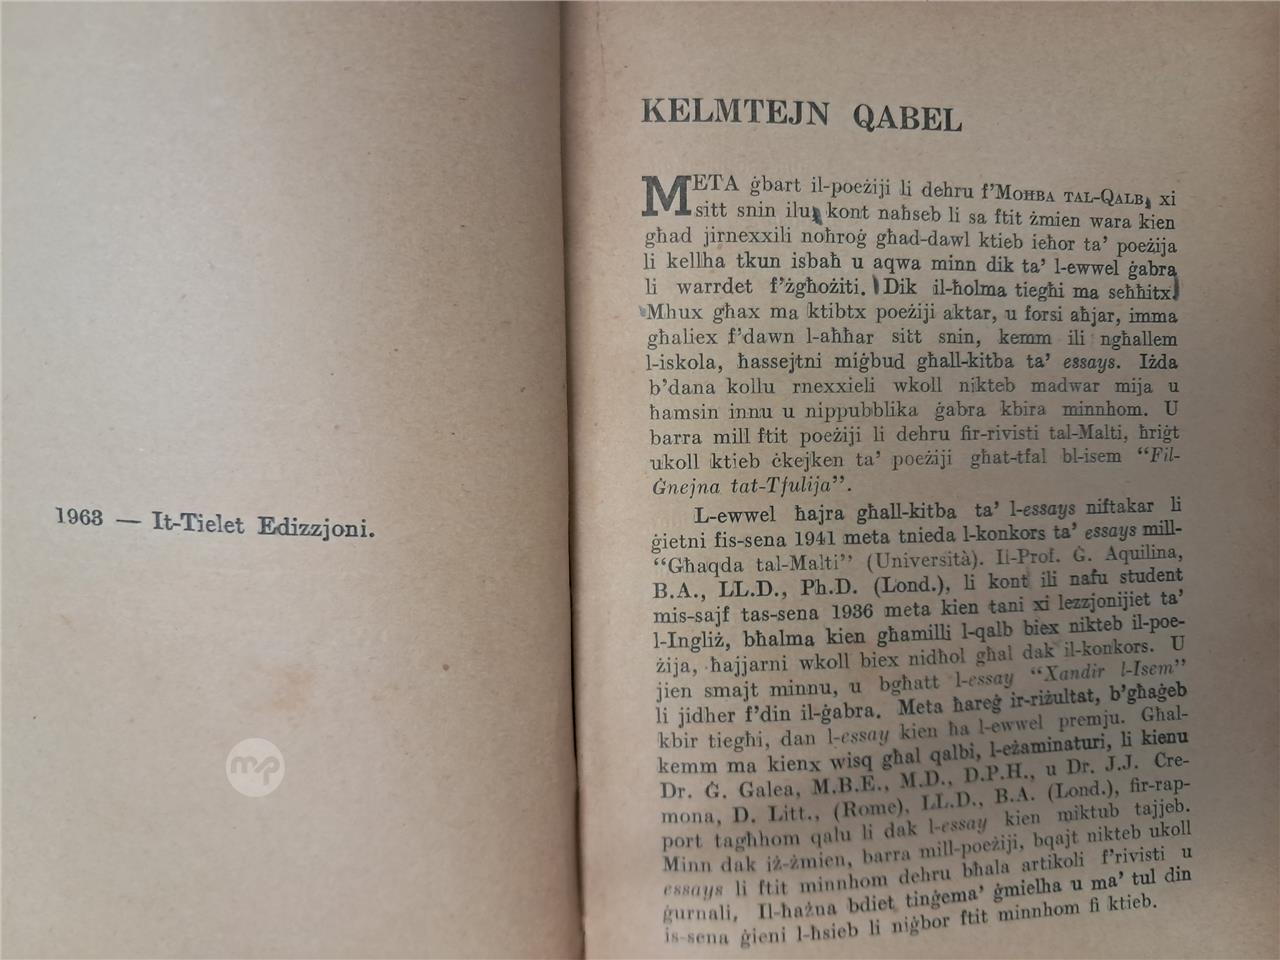 1963 — It-Tielet Edizzjoni.
mp
KELMTEJN QABEL
META ġbart il-poeżiji li dehru f'MOĦBA TAL-QALB, xi
sitt snin ilu, kont naħseb li sa ftit żmien wara kien
għad jirnexxili noħroġ għad-dawl ktieb ieħor ta' poeżija
li kellha tkun isbaħ u aqwa minn dik ta' l-ewwel ġabra
li warrdet f'żgħożiti. Dik il-ħolma tiegħi ma seħħitx.
Mhux għax ma ktibtx poeżiji aktar, u forsi aħjar, imma
għaliex f'dawn l-aħħar sitt snin, kemm ili ngħallem
l-iskola, ħassejtni miġbud għall-kitba ta' essays. Iżda
b'dana kollu rnexxieli wkoll nikteb madwar mija u
ħamsin innu u nippubblika ġabra kbira minnhom. U
barra mill ftit poeżiji li dehru fir-rivisti tal-Malti, ħriġt
ukoll ktieb ċkejken ta' poeżiji għat-tfal bl-isem "Fil-
Ġnejna tat-Tfulija".
L-ewwel ħajra għall-kitba ta' l-essays niftakar li
ġietni fis-sena 1941 meta tnieda l-konkors ta' essays mill-
"Għaqda tal-Malti" (Università). Il-Prof. Ġ. Aquilina,
B.A., LL.D., Ph.D. (Lond.), li kont ili nafu student
mis-sajf tas-sena 1936 meta kien tani xi lezzjonijiet ta'
l-Ingliż, bħalma kien għamilli l-qalb biex nikteb il-poe-
żija, ħajjarni wkoll biex nidħol għal dak il-konkors. U
jien smajt minnu, u bgħatt l-essay "Xandir l-Isem"
li jidher f'din il-ġabra. Meta ħareġ ir-riżultat, b'għaġeb
kbir tiegħi, dan l-essay kien ħa l-ewwel premju. Għal-
kemm ma kienx wisq għal qalbi, l-eżaminaturi, li kienu
Dr. Ġ. Galea, M.B.E., M.D., D.P.H., u Dr. J.J. Cre-
mona, D. Litt., (Rome), LL.D., B.A. (Lond.), fir-rap-
port tagħhom qalu li dak l-essay kien miktub tajjeb.
Minn dak iż-żmien, barra mill-poeżiji, bqajt nikteb ukoll
essays li ftit minnhom dehru bħala artikoli f'rivisti u
ġurnali, Il-ħażna bdiet tinġema' ġmielha u ma' tul din
is-sena ġieni l-ħsieb li niġbor ftit minnhom fi ktieb.